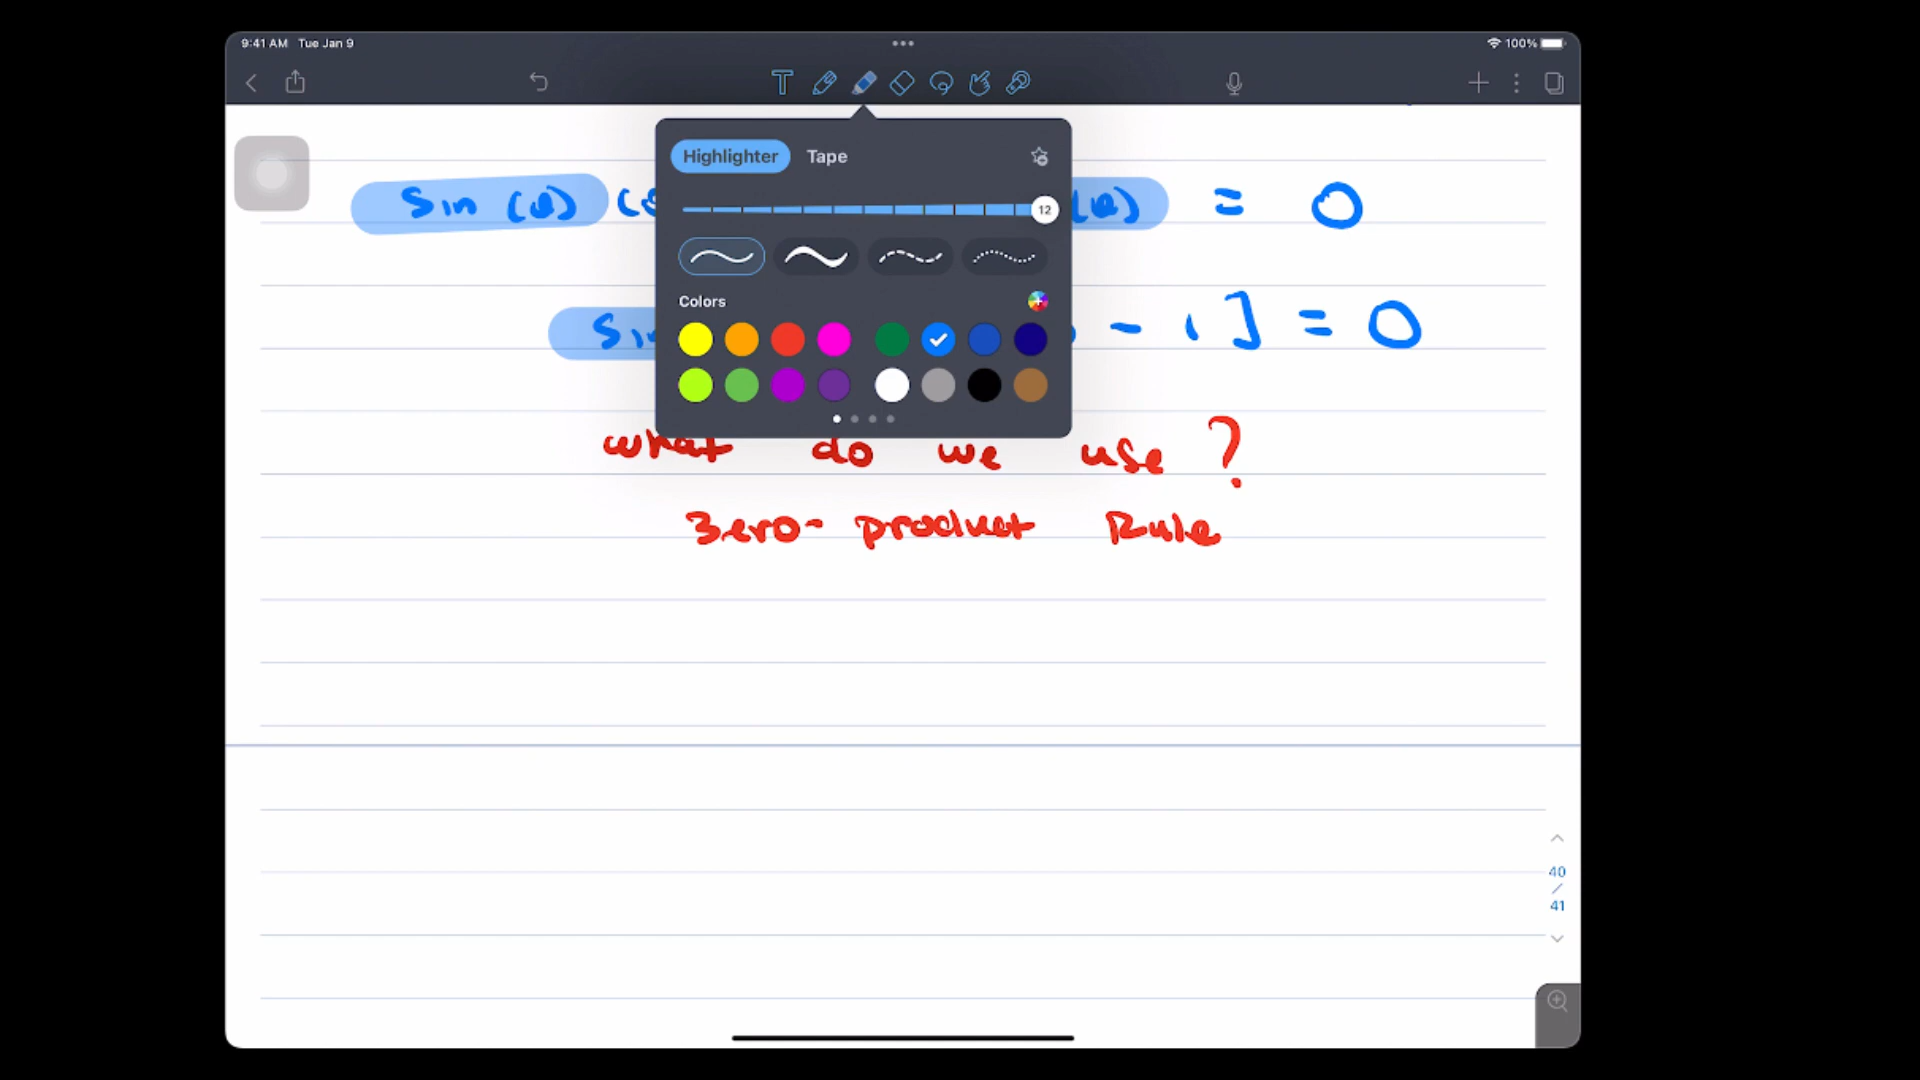 9:41 AM Tue Jan 9
100%
Highlighter Tape
12
Colors
Sin (θ) (θ) = 0
Sin - 1 ] = 0
what do we use ?
Zero- product Rule
40
/
41